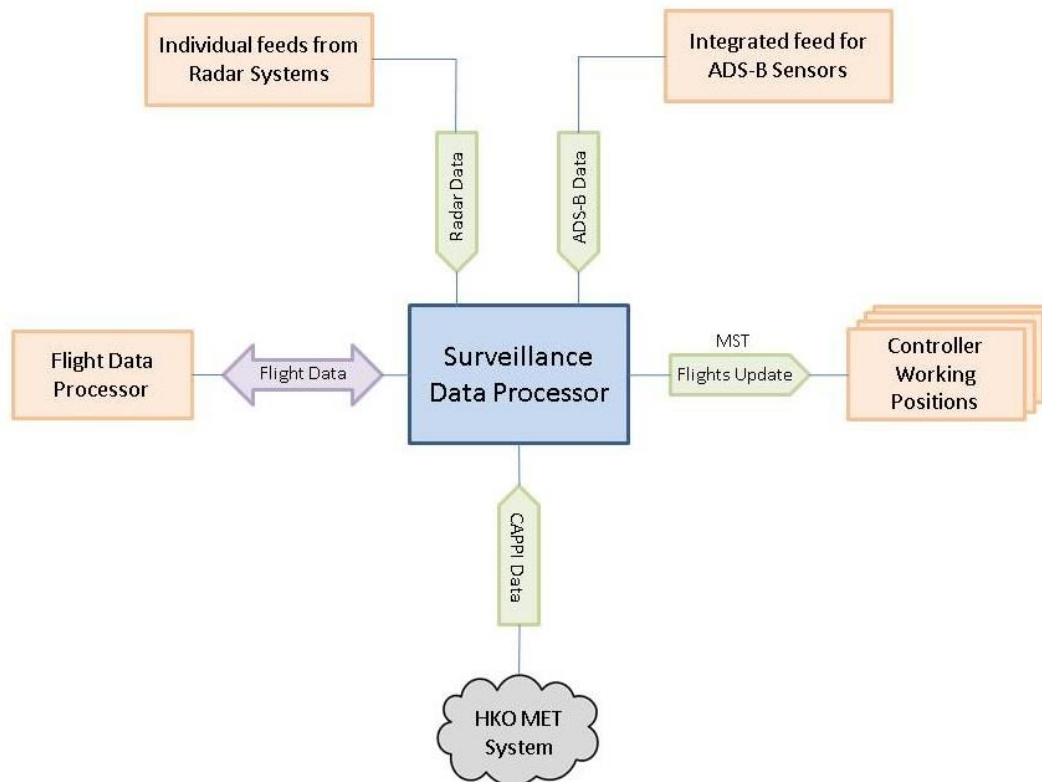 Individual feeds from
Radar Systems
Integrated feed for
ADS-B Sensors
Radar Data
ADS-B Data
Flight Data
Processor
Flight Data
Surveillance
Data Processor
MST
Flights Update
Controller
Working
Positions
CAPPI Data
HKO MET
System